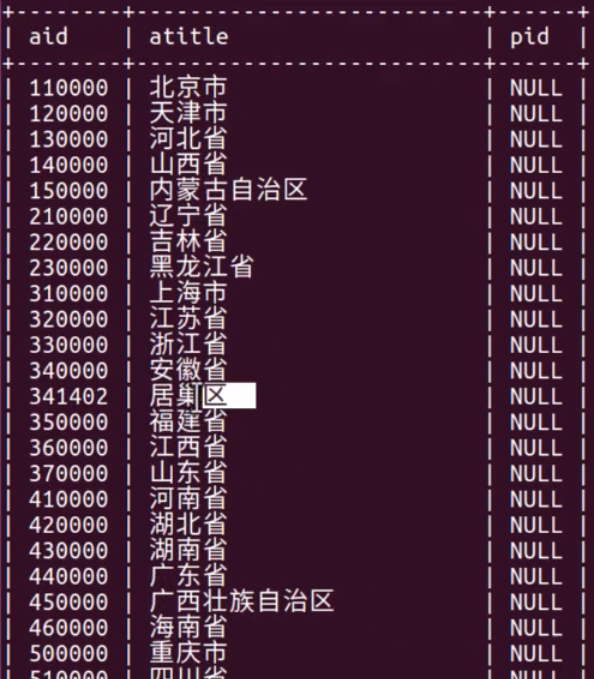 +--------+---------------------------+------+
| aid | atitle | pid |
+--------+---------------------------+------+
| 110000 | 北京市 | NULL |
| 120000 | 天津市 | NULL |
| 130000 | 河北省 | NULL |
| 140000 | 山西省 | NULL |
| 150000 | 内蒙古自治区 | NULL |
| 210000 | 辽宁省 | NULL |
| 220000 | 吉林省 | NULL |
| 230000 | 黑龙江省 | NULL |
| 310000 | 上海市 | NULL |
| 320000 | 江苏省 | NULL |
| 330000 | 浙江省 | NULL |
| 340000 | 安徽省 | NULL |
| 341402 | 居巢区 | NULL |
| 350000 | 福建省 | NULL |
| 360000 | 江西省 | NULL |
| 370000 | 山东省 | NULL |
| 410000 | 河南省 | NULL |
| 420000 | 湖北省 | NULL |
| 430000 | 湖南省 | NULL |
| 440000 | 广东省 | NULL |
| 450000 | 广西壮族自治区 | NULL |
| 460000 | 海南省 | NULL |
| 500000 | 重庆市 | NULL |
| 510000 | 四川省 | NULL |